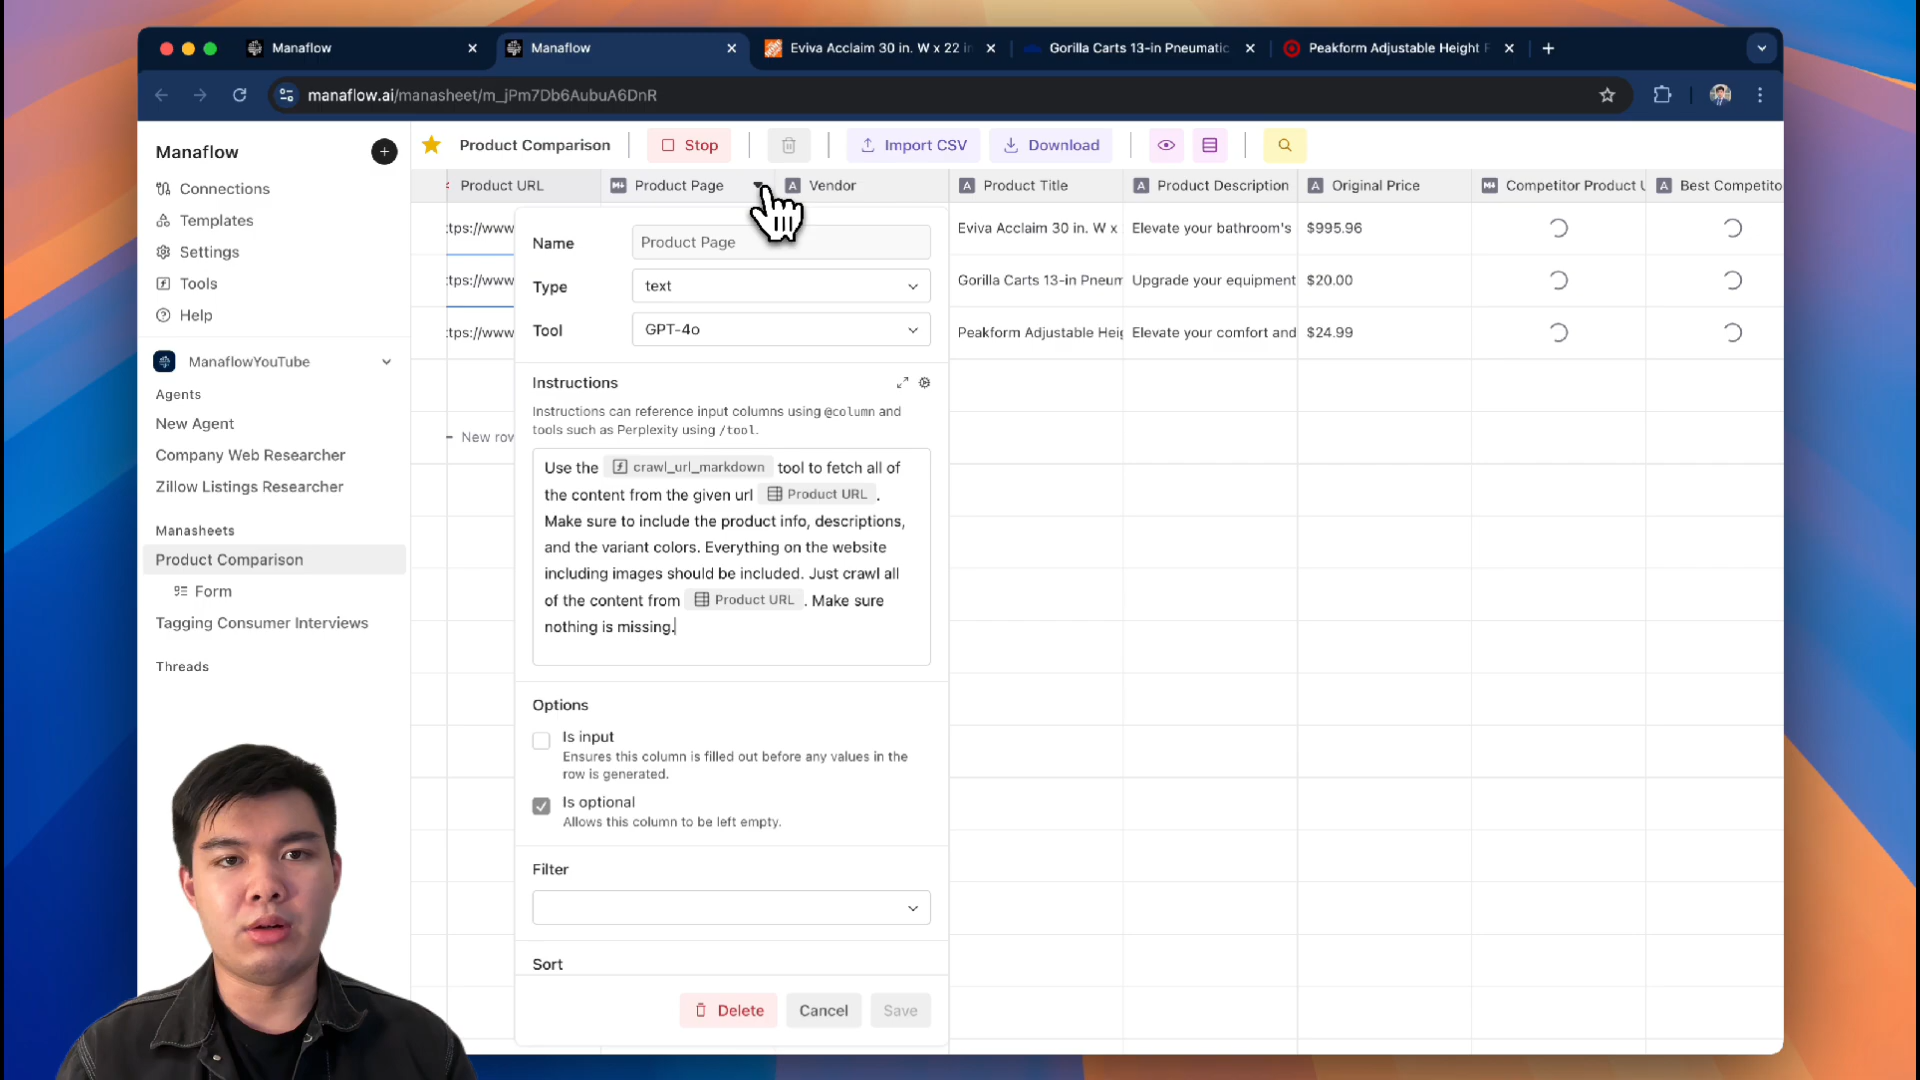 Manaflow
Manaflow
Eviva Acclaim 30 in. W x 22 in
Gorilla Carts 13-in Pneumatic
Peakform Adjustable Height
manaflow.ai/manasheet/m_jPm7Db6AubuA6DnR
Manaflow
Connections
Templates
Settings
Tools
Help
ManaflowYouTube
Agents
New Agent
Company Web Researcher
Zillow Listings Researcher
Manasheets
Product Comparison
Form
Tagging Consumer Interviews
Threads
Product Comparison
Stop
Import CSV
Download
Product URL
Product Page
A Vendor
A Product Title
A Product Description
A Original Price
Competitor Product U
A Best Competito
ttps://www
Eviva Acclaim 30 in. W x
Elevate your bathroom's
$995.96
ttps://www
Gorilla Carts 13-in Pneum
Upgrade your equipment
$20.00
ttps://www
Peakform Adjustable Heig
Elevate your comfort and
$24.99
New row
Name
Product Page
Type
text
Tool
GPT-4o
Instructions
Instructions can reference input columns using @column and
tools such as Perplexity using /tool.
Use the crawl_url_markdown tool to fetch all of
the content from the given url Product URL .
Make sure to include the product info, descriptions,
and the variant colors. Everything on the website
including images should be included. Just crawl all
of the content from Product URL . Make sure
nothing is missing.
Options
Is input
Ensures this column is filled out before any values in the
row is generated.
Is optional
Allows this column to be left empty.
Filter
Sort
Delete
Cancel
Save